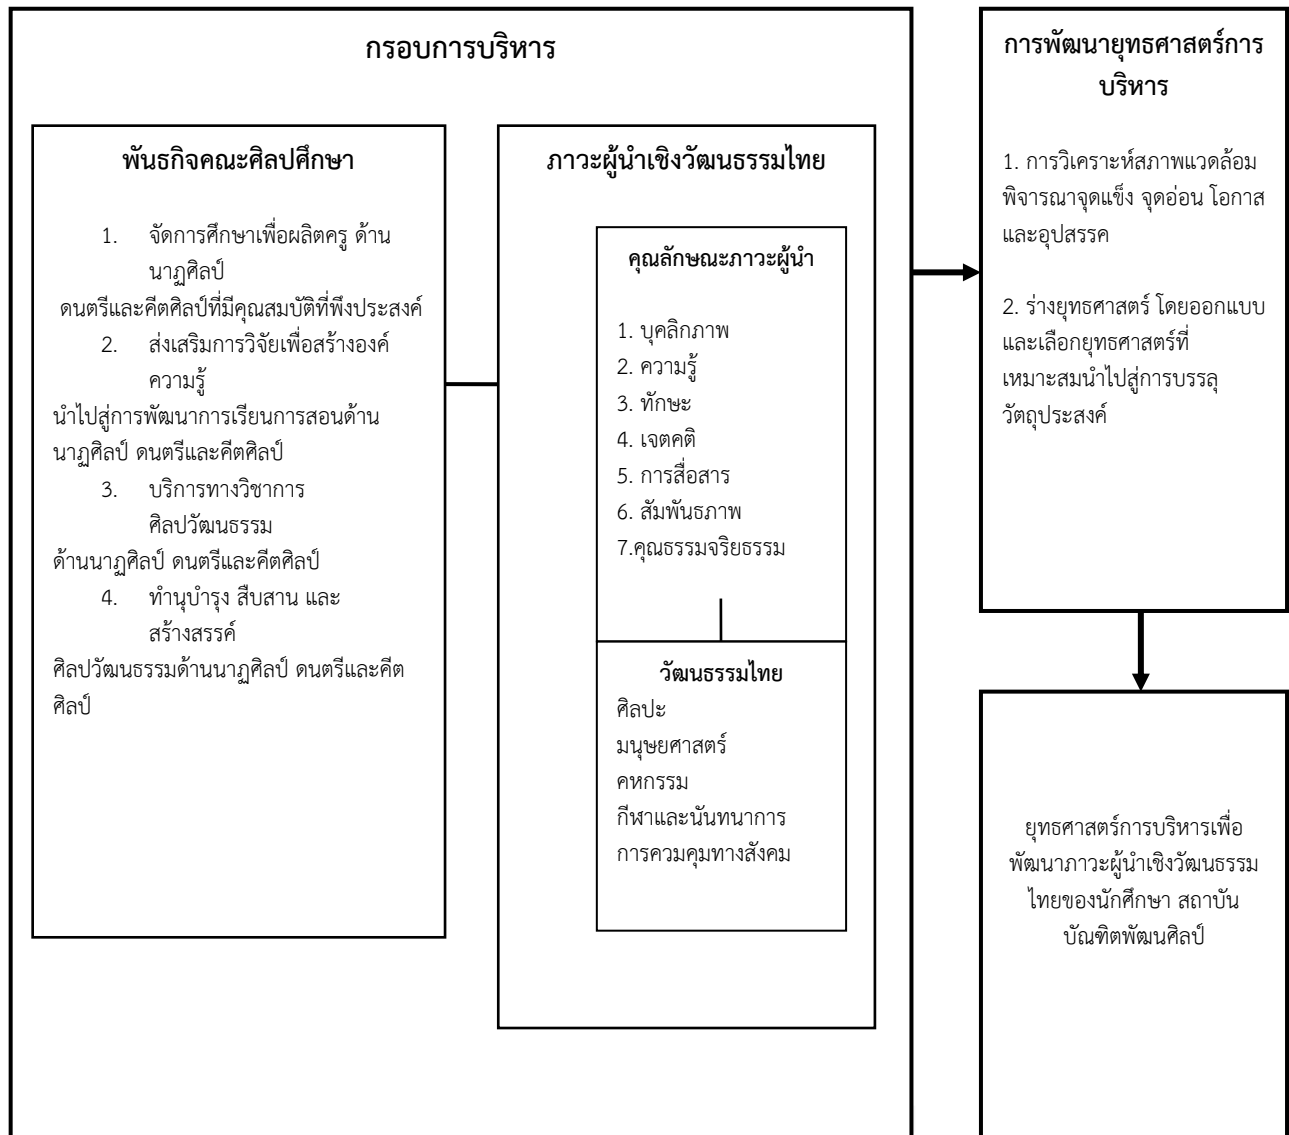 กรอบการบริหาร
พันธกิจคณะศิลปศึกษา
1. จัดการศึกษาเพื่อผลิตครู ด้าน
นาฏศิลป์
ดนตรีและคีตศิลป์ที่มีคุณสมบัติที่พึงประสงค์
2. ส่งเสริมการวิจัยเพื่อสร้างองค์
ความรู้
นำไปสู่การพัฒนาการเรียนการสอนด้าน
นาฏศิลป์ ดนตรีและคีตศิลป์
3. บริการทางวิชาการ
ศิลปวัฒนธรรม
ด้านนาฏศิลป์ ดนตรีและคีตศิลป์
4. ทำนุบำรุง สืบสาน และ
สร้างสรรค์
ศิลปวัฒนธรรมด้านนาฏศิลป์ ดนตรีและคีต
ศิลป์
ภาวะผู้นำเชิงวัฒนธรรมไทย
คุณลักษณะภาวะผู้นำ
1. บุคลิกภาพ
2. ความรู้
3. ทักษะ
4. เจตคติ
5. การสื่อสาร
6. สัมพันธภาพ
7.คุณธรรมจริยธรรม
วัฒนธรรมไทย
ศิลปะ
มนุษยศาสตร์
คหกรรม
กีฬาและนันทนาการ
การควมคุมทางสังคม
การพัฒนายุทธศาสตร์การ
บริหาร
1. การวิเคราะห์สภาพแวดล้อม
พิจารณาจุดแข็ง จุดอ่อน โอกาส
และอุปสรรค
2. ร่างยุทธศาสตร์ โดยออกแบบ
และเลือกยุทธศาสตร์ที่
เหมาะสมนำไปสู่การบรรลุ
วัตถุประสงค์
ยุทธศาสตร์การบริหารเพื่อ
พัฒนาภาวะผู้นำเชิงวัฒนธรรม
ไทยของนักศึกษา สถาบัน
บัณฑิตพัฒนศิลป์